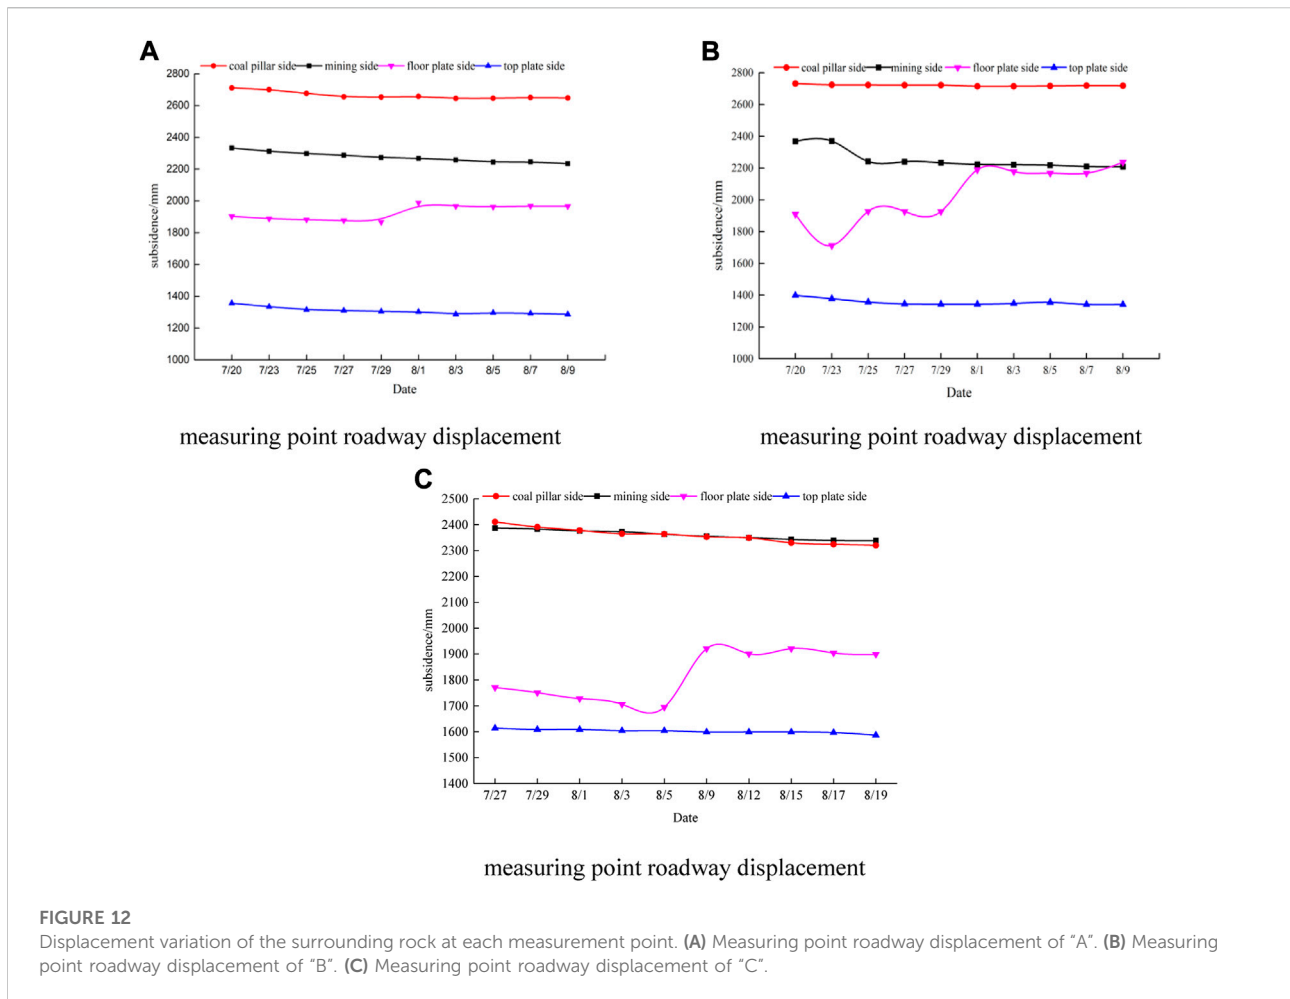 A
coal pillar side mining side floor plate side top plate side
2800
2600
2400
2200
2000
1800
1600
1400
1200
1000
subsidence/mm
7/20 7/23 7/25 7/27 7/29 8/1 8/3 8/5 8/7 8/9
Date
measuring point roadway displacement
B
coal pillar side mining side floor plate side top plate side
2800
2600
2400
2200
2000
1800
1600
1400
1200
1000
subsidence/mm
7/20 7/23 7/25 7/27 7/29 8/1 8/3 8/5 8/7 8/9
Date
measuring point roadway displacement
C
coal pillar side mining side floor plate side top plate side
2500
2400
2300
2200
2100
2000
1900
1800
1700
1600
1500
1400
subsidence/mm
7/27 7/29 8/1 8/3 8/5 8/9 8/12 8/15 8/17 8/19
Date
measuring point roadway displacement
FIGURE 12
Displacement variation of the surrounding rock at each measurement point. (A) Measuring point roadway displacement of “A”. (B) Measuring
point roadway displacement of “B”. (C) Measuring point roadway displacement of “C”.